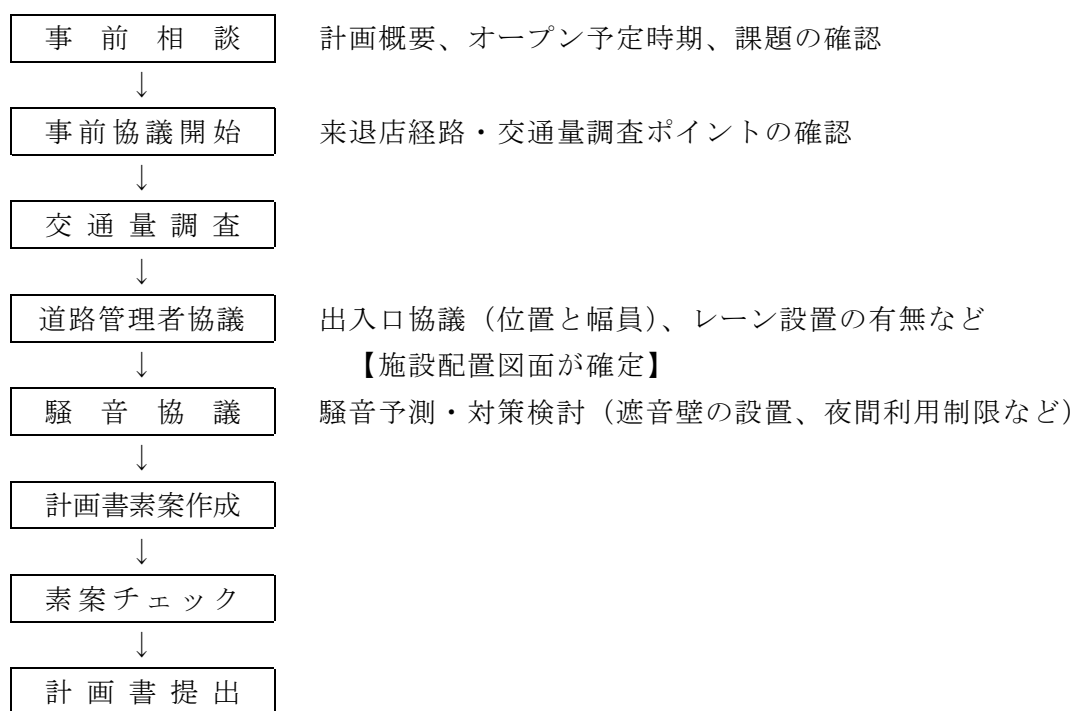 事前相談 計画概要、オープン予定時期、課題の確認
↓
事前協議開始 来退店経路・交通量調査ポイントの確認
↓
交通量調査
↓
道路管理者協議 出入口協議（位置と幅員）、レーン設置の有無など
↓ 【施設配置図面が確定】
騒音協議 騒音予測・対策検討（遮音壁の設置、夜間利用制限など）
↓
計画書素案作成
↓
素案チェック
↓
計画書提出